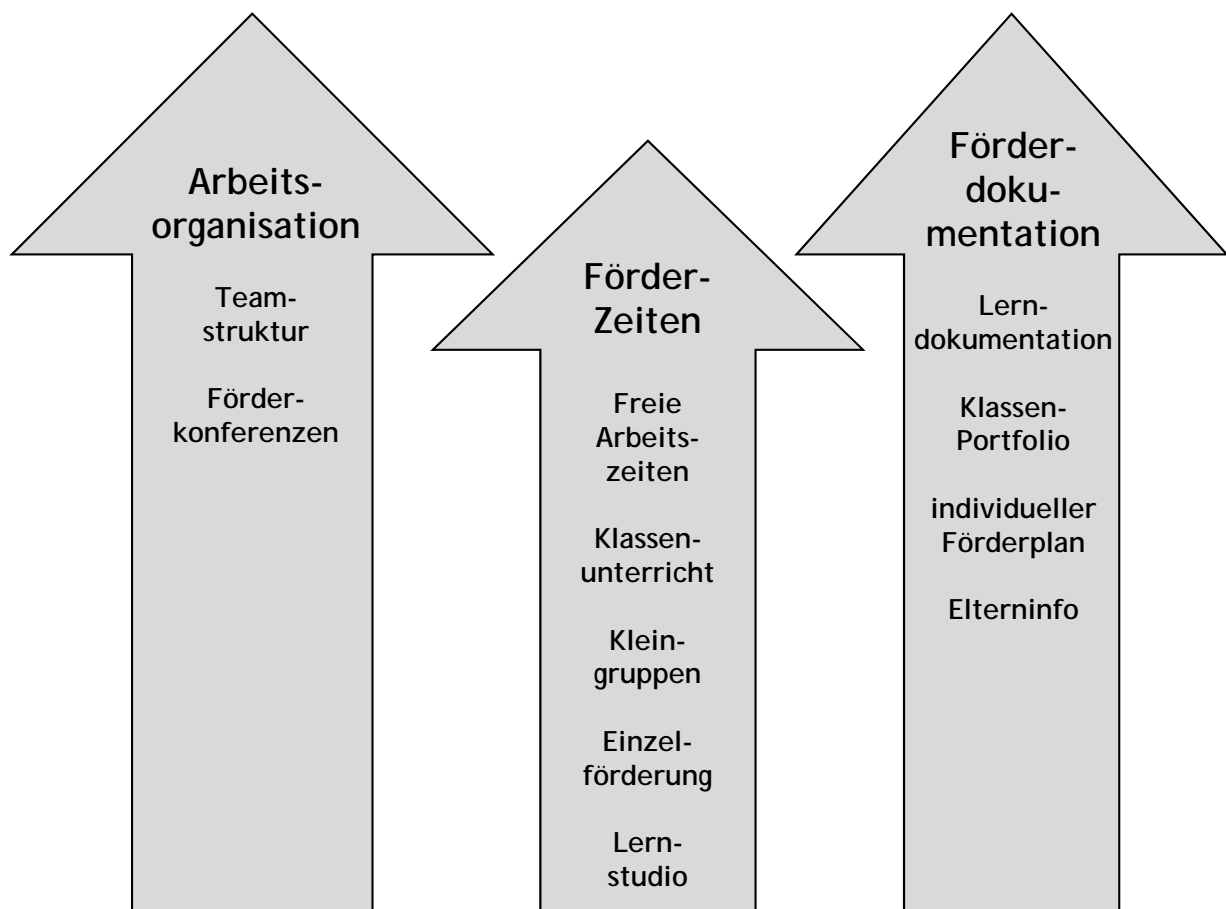 Arbeits-
organisation
Team-
struktur
Förder-
konferenzen
Förder-
Zeiten
Freie
Arbeits-
zeiten
Klassen-
unterricht
Klein-
gruppen
Einzel-
förderung
Lern-
studio
Förder-
doku-
mentation
Lern-
dokumentation
Klassen-
Portfolio
individueller
Förderplan
Elterninfo